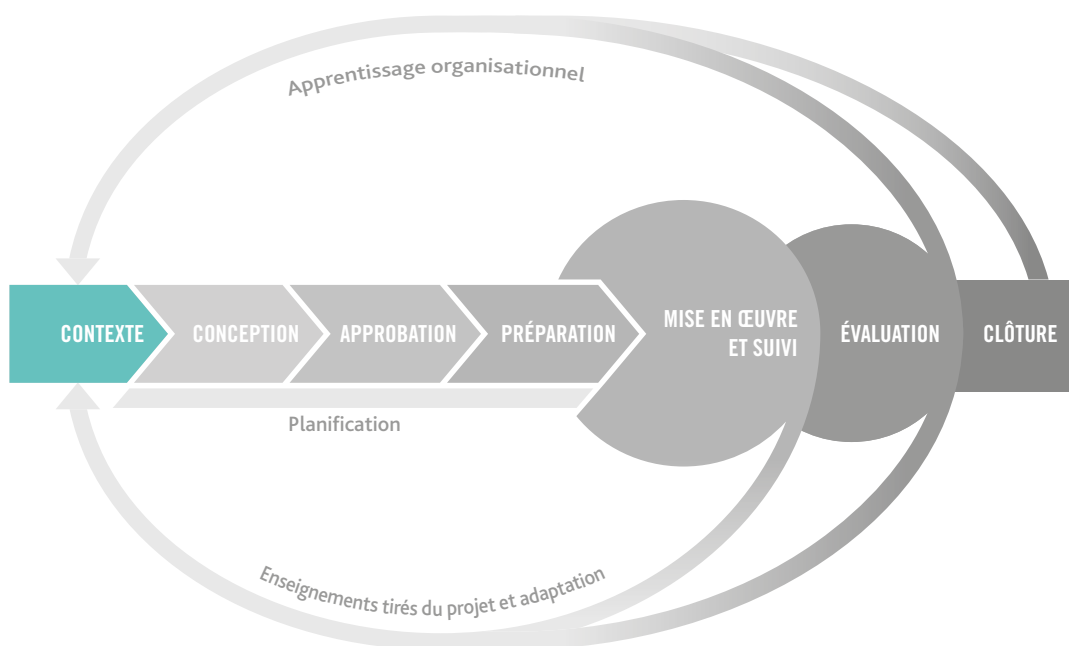 Apprentissage organisationnel
CONTEXTE
CONCEPTION
APPROBATION
PRÉPARATION
MISE EN ŒUVRE
ET SUIVI
ÉVALUATION
CLÔTURE
Planification
Enseignements tirés du projet et adaptation